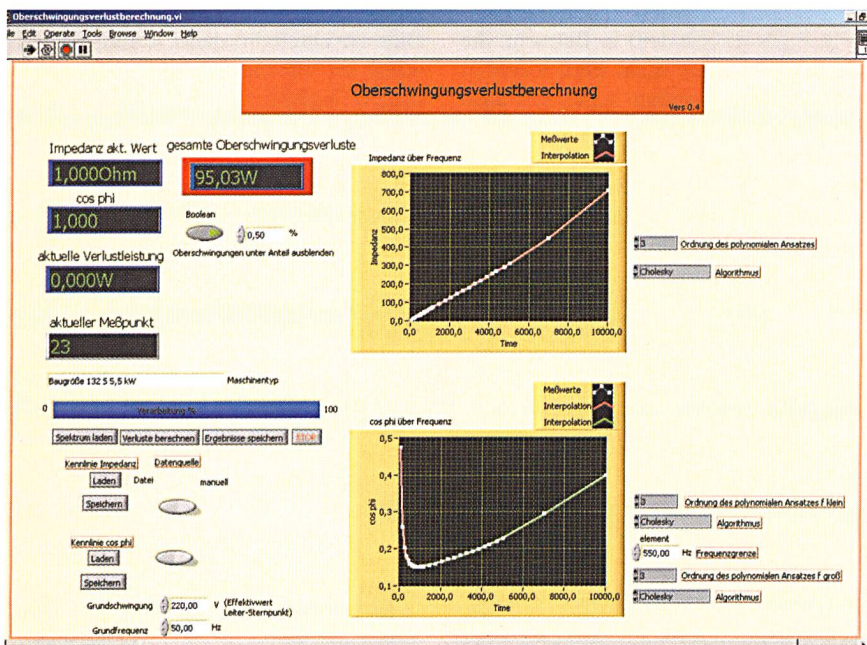 Oberschwingungsverlustberechnung.vi
Edit Operate Tools Browse Window Help
Oberschwingungsverlustberechnung
Vers 0.4
Impedanz akt. Wert
1,000Ohm
gesamte Oberschwingungsverluste
95,03W
cos phi
1,000
Boolean
0,50 %
Oberschwingungen unter Anteil ausblenden
aktuelle Verlustleistung
0,000W
aktueller Meßpunkt
23
Baugröße 132 S 5,5 kW Maschinentyp
0 Verarbeitung % 100
Spektrum laden Verluste berechnen Ergebnisse speichern STOP
Kennlinie Impedanz Datenquelle
Laden Datei manuell
Speichern
Kennlinie cos phi
Laden
Speichern
Grundschwingung 220,00 V (Effektivwert Leiter-Sternpunkt)
Grundfrequenz 50,00 Hz
Meßwerte
Interpolation
Impedanz über Frequenz
Impedanz
800,0
700,0
600,0
500,0
400,0
300,0
200,0
100,0
0,0
0,0 2000,0 4000,0 6000,0 8000,0 10000,0
Time
3 Ordnung des polynomialen Ansatzes
Cholesky Algorithmus
Meßwerte
Interpolation
Interpolation
cos phi über Frequenz
cos phi
0,5
0,4
0,3
0,2
0,1
0,0 2000,0 4000,0 6000,0 8000,0 10000,0
Time
3 Ordnung des polynomialen Ansatzes f klein
Cholesky Algorithmus
element
550,00 Hz Frequenzgrenze
3 Ordnung des polynomialen Ansatzes f groß
Cholesky Algorithmus